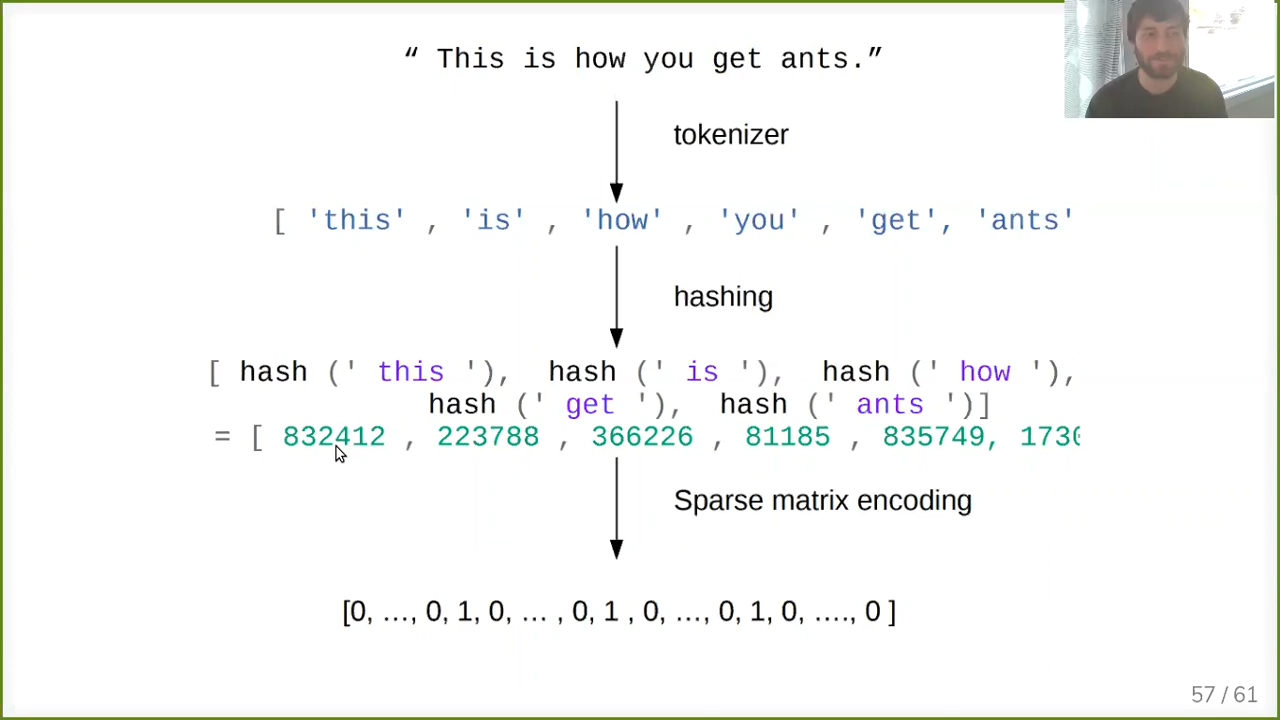 “ This is how you get ants.”
tokenizer
[ 'this' , 'is' , 'how' , 'you' , 'get', 'ants'
hashing
[ hash (' this '), hash (' is '), hash (' how '),
hash (' get '), hash (' ants ')]
= [ 832412 , 223788 , 366226 , 81185 , 835749, 173
Sparse matrix encoding
[0, …, 0, 1, 0, … , 0, 1 , 0, …, 0, 1, 0, …., 0 ]
57 / 61